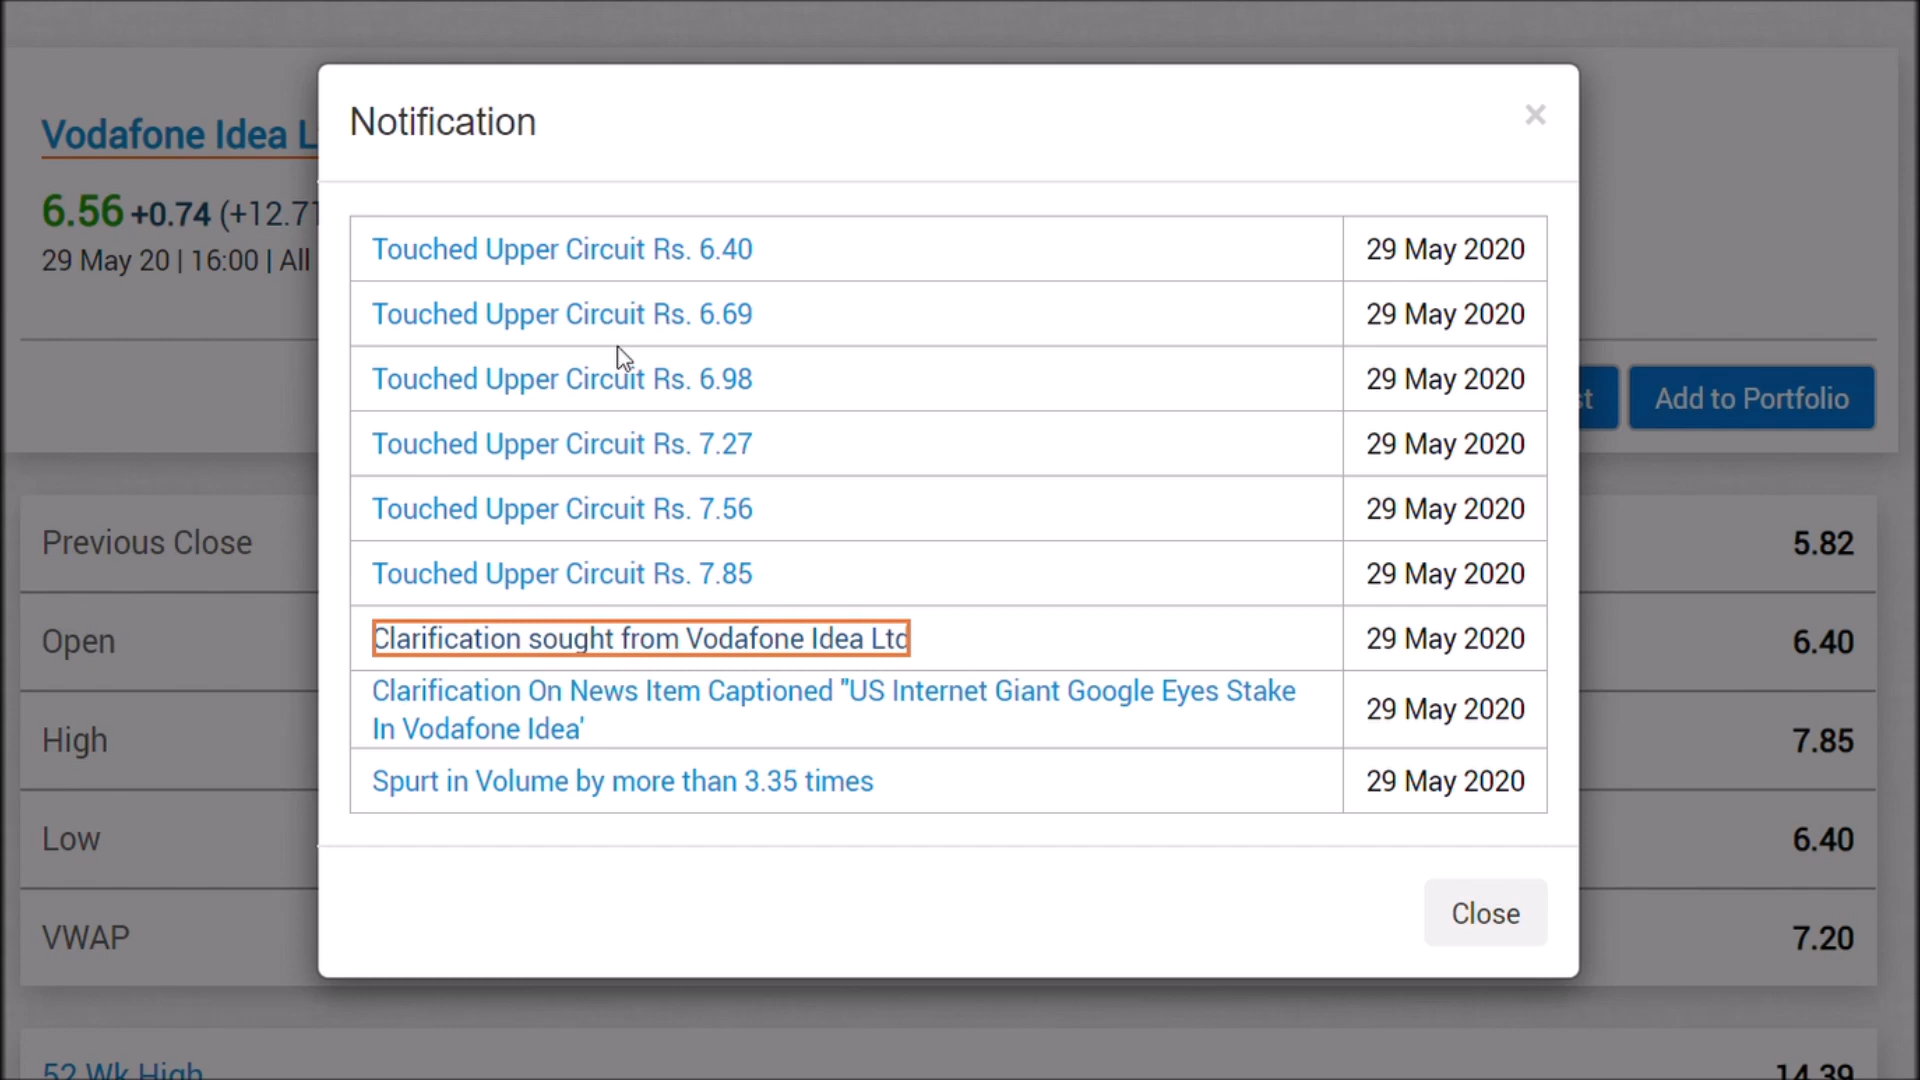 Notification
×
Vodafone Idea L
6.56 +0.74 (+12.71
29 May 20 | 16:00 | All
Touched Upper Circuit Rs. 6.40 29 May 2020
Touched Upper Circuit Rs. 6.69 29 May 2020
Touched Upper Circuit Rs. 6.98 29 May 2020
Touched Upper Circuit Rs. 7.27 29 May 2020
Touched Upper Circuit Rs. 7.56 29 May 2020
Touched Upper Circuit Rs. 7.85 29 May 2020
Clarification sought from Vodafone Idea Ltd 29 May 2020
Clarification On News Item Captioned "US Internet Giant Google Eyes Stake
In Vodafone Idea' 29 May 2020
Spurt in Volume by more than 3.35 times 29 May 2020
Close
st Add to Portfolio
Previous Close 5.82
Open 6.40
High 7.85
Low 6.40
VWAP 7.20
52 Wk High 14.39